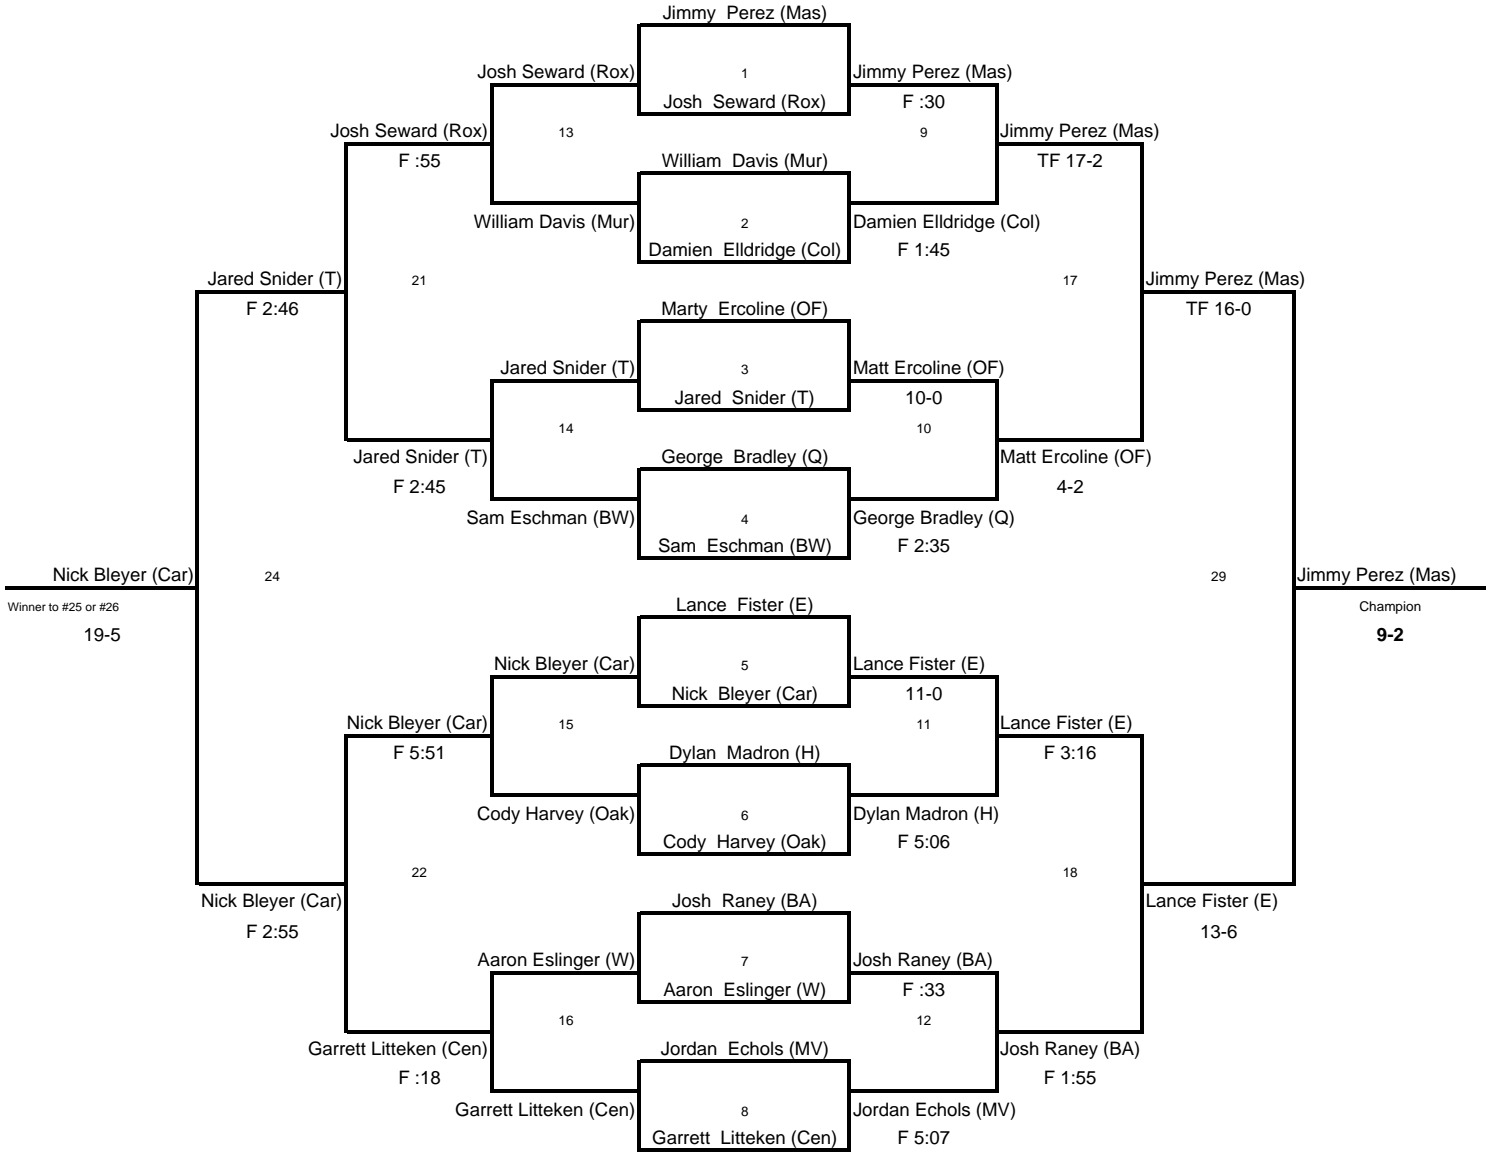 Jimmy Perez (Mas)
Josh Seward (Rox) 1 Jimmy Perez (Mas)
Josh Seward (Rox) F :30
Josh Seward (Rox) 13 9 Jimmy Perez (Mas)
F :55 William Davis (Mur) TF 17-2
William Davis (Mur) 2 Damien Elldridge (Col)
Damien Elldridge (Col) F 1:45
Jared Snider (T) 21 17 Jimmy Perez (Mas)
F 2:46 Marty Ercoline (OF) TF 16-0
Jared Snider (T) 3 Matt Ercoline (OF)
Jared Snider (T) 10-0
14 10
Jared Snider (T) George Bradley (Q) Matt Ercoline (OF)
F 2:45 4-2
Sam Eschman (BW) 4 George Bradley (Q)
Sam Eschman (BW) F 2:35
Nick Bleyer (Car) 24 29 Jimmy Perez (Mas)
Winner to #25 or #26 Lance Fister (E) Champion
19-5 9-2
Nick Bleyer (Car) 5 Lance Fister (E)
Nick Bleyer (Car) 11-0
Nick Bleyer (Car) 15 11 Lance Fister (E)
F 5:51 Dylan Madron (H) F 3:16
Cody Harvey (Oak) 6 Dylan Madron (H)
Cody Harvey (Oak) F 5:06
22 18
Nick Bleyer (Car) Josh Raney (BA) Lance Fister (E)
F 2:55 13-6
Aaron Eslinger (W) 7 Josh Raney (BA)
Aaron Eslinger (W) F :33
16 12
Garrett Litteken (Cen) Jordan Echols (MV) Josh Raney (BA)
F :18 F 1:55
Garrett Litteken (Cen) 8 Jordan Echols (MV)
Garrett Litteken (Cen) F 5:07